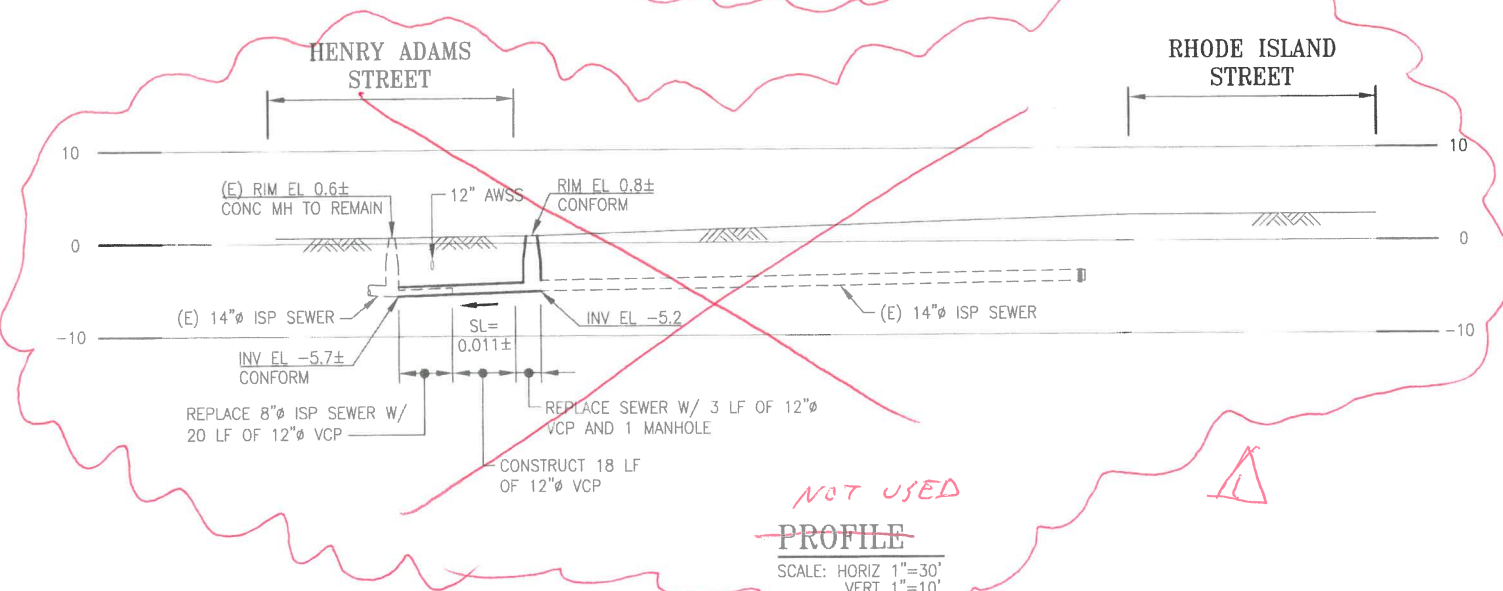 HENRY ADAMS
STREET
RHODE ISLAND
STREET
10
10
(E) RIM EL 0.6±
CONC MH TO REMAIN
12" AWSS
RIM EL 0.8±
CONFORM
0
0
(E) 14"ø ISP SEWER
INV EL -5.2
(E) 14"ø ISP SEWER
SL=
0.011±
-10
-10
INV EL -5.7±
CONFORM
REPLACE 8"ø ISP SEWER W/
20 LF OF 12"ø VCP
REPLACE SEWER W/ 3 LF OF 12"ø
VCP AND 1 MANHOLE
CONSTRUCT 18 LF
OF 12"ø VCP
NOT USED
1
PROFILE
SCALE: HORIZ 1"=30'
VERT 1"=10'